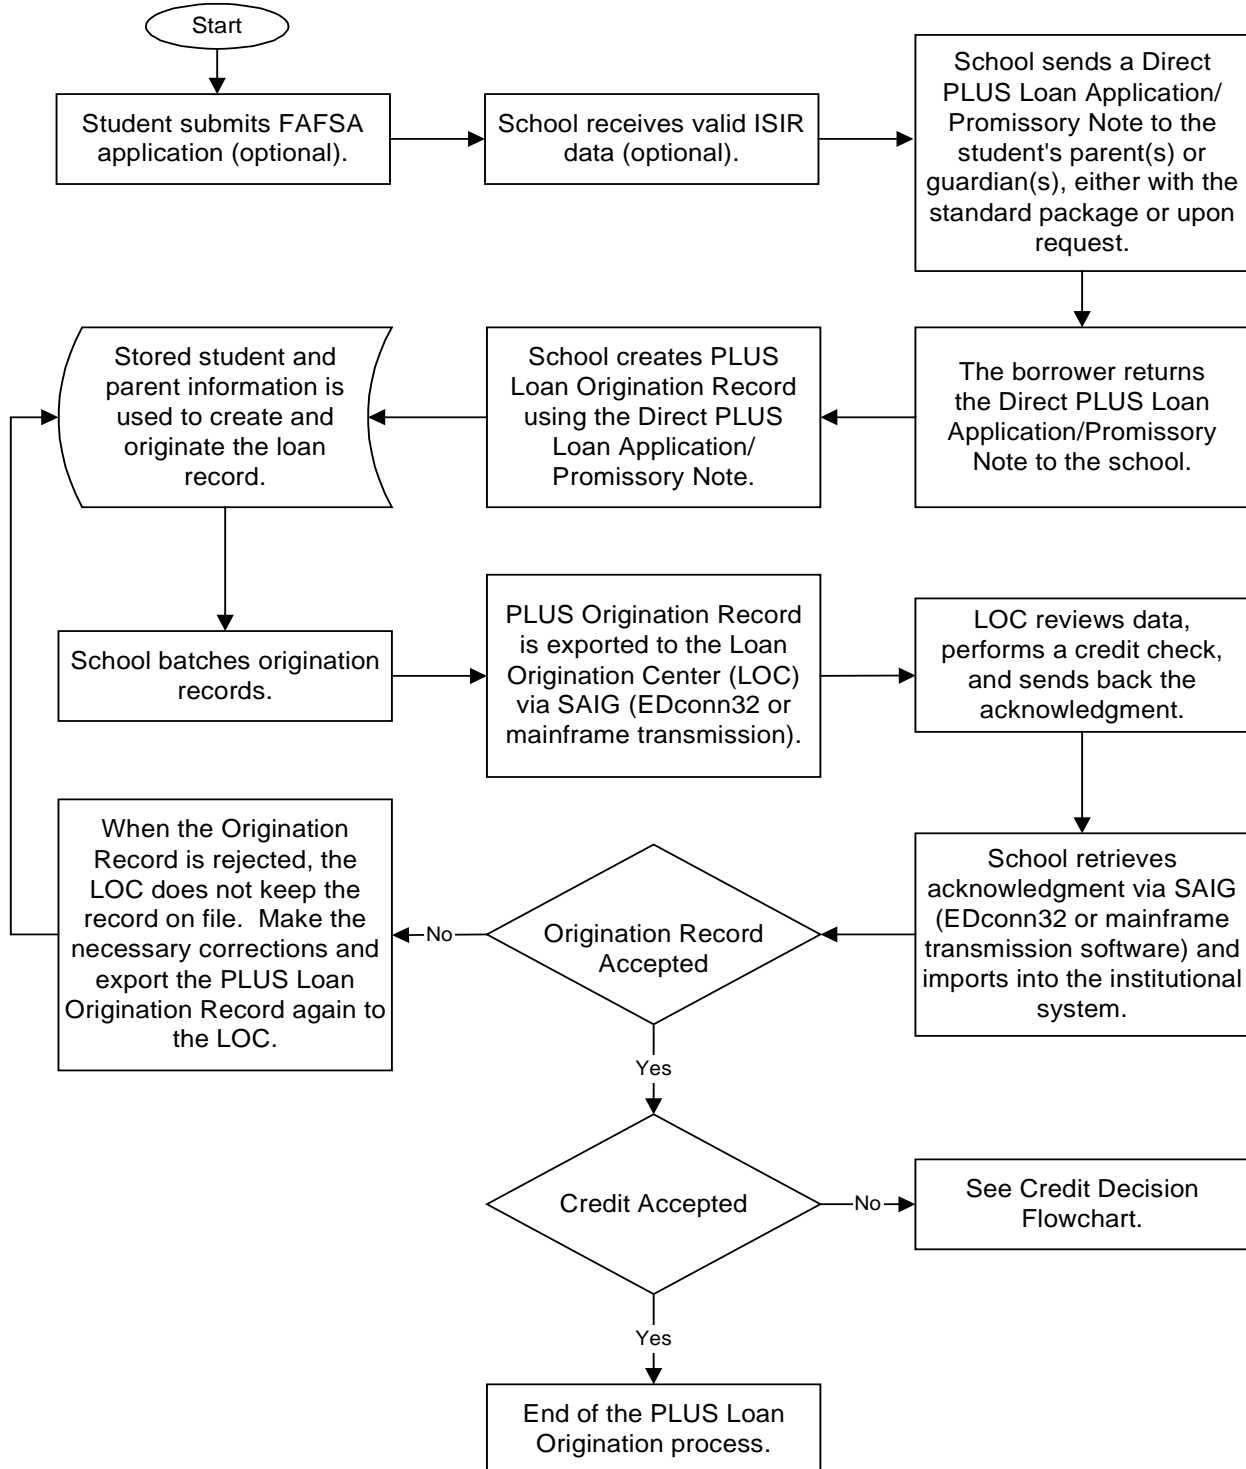 Start
Student submits FAFSA
application (optional).
School receives valid ISIR
data (optional).
School sends a Direct
PLUS Loan Application/
Promissory Note to the
student's parent(s) or
guardian(s), either with the
standard package or upon
request.
The borrower returns
the Direct PLUS Loan
Application/Promissory
Note to the school.
School creates PLUS
Loan Origination Record
using the Direct PLUS
Loan Application/
Promissory Note.
Stored student and
parent information is
used to create and
originate the loan
record.
School batches origination
records.
PLUS Origination Record
is exported to the Loan
Origination Center (LOC)
via SAIG (EDconn32 or
mainframe transmission).
LOC reviews data,
performs a credit check,
and sends back the
acknowledgment.
School retrieves
acknowledgment via SAIG
(EDconn32 or mainframe
transmission software) and
imports into the institutional
system.
Origination Record
Accepted
No
When the Origination
Record is rejected, the
LOC does not keep the
record on file.  Make the
necessary corrections and
export the PLUS Loan
Origination Record again to
the LOC.
Yes
Credit Accepted
No
See Credit Decision
Flowchart.
Yes
End of the PLUS Loan
Origination process.